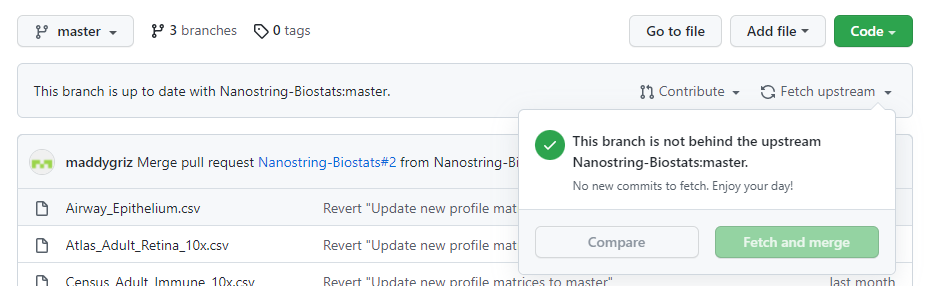 master 3 branches 0 tags Go to file Add file Code
This branch is up to date with Nanostring-Biostats:master. Contribute Fetch upstream
This branch is not behind the upstream
Nanostring-Biostats:master.
No new commits to fetch. Enjoy your day!
Compare Fetch and merge
maddygriz Merge pull request Nanostring-Biostats#2 from Nanostring-Bi
Airway_Epithelium.csv Revert "Update new profile mat
Atlas_Adult_Retina_10x.csv Revert "Update new profile mat
Census_Adult_Immune_10x.csv Revert "Update new profile matrices to master" last month